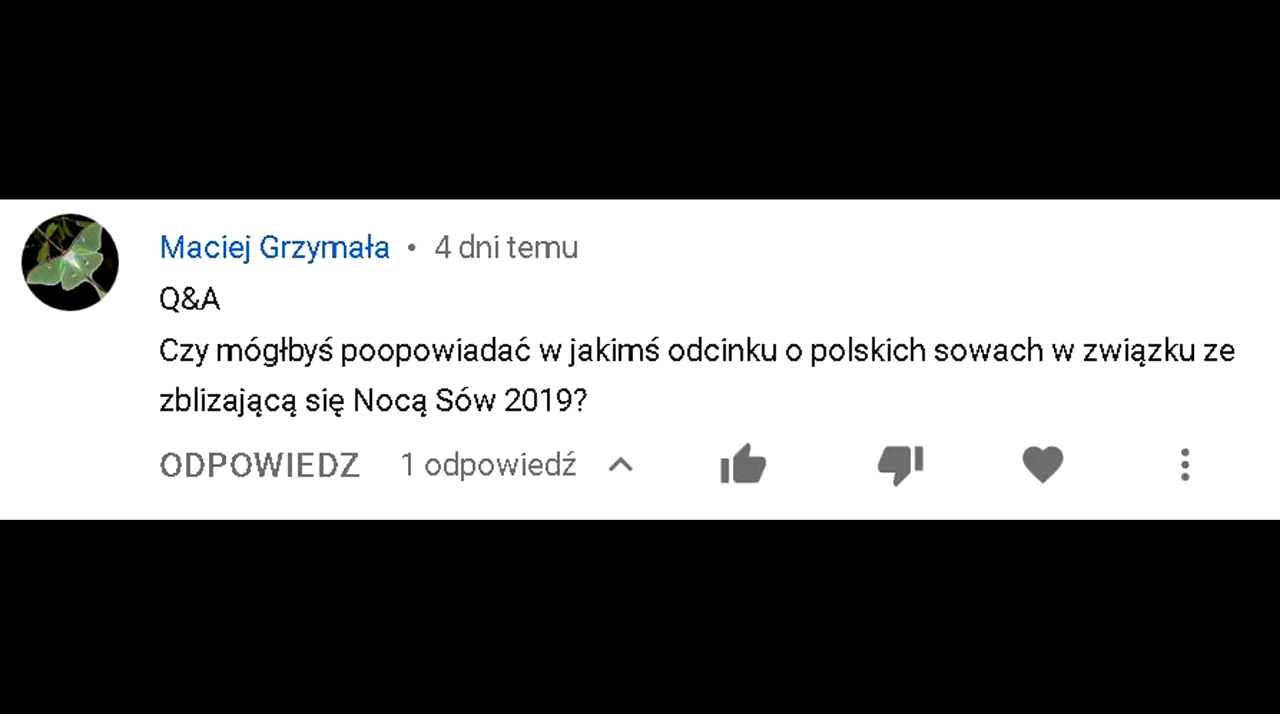 Maciej Grzymała • 4 dni temu
Q&A
Czy mógłbyś poopowiadać w jakimś odcinku o polskich sowach w związku ze
zblizającą się Nocą Sów 2019?
ODPOWIEDZ 1 odpowiedź